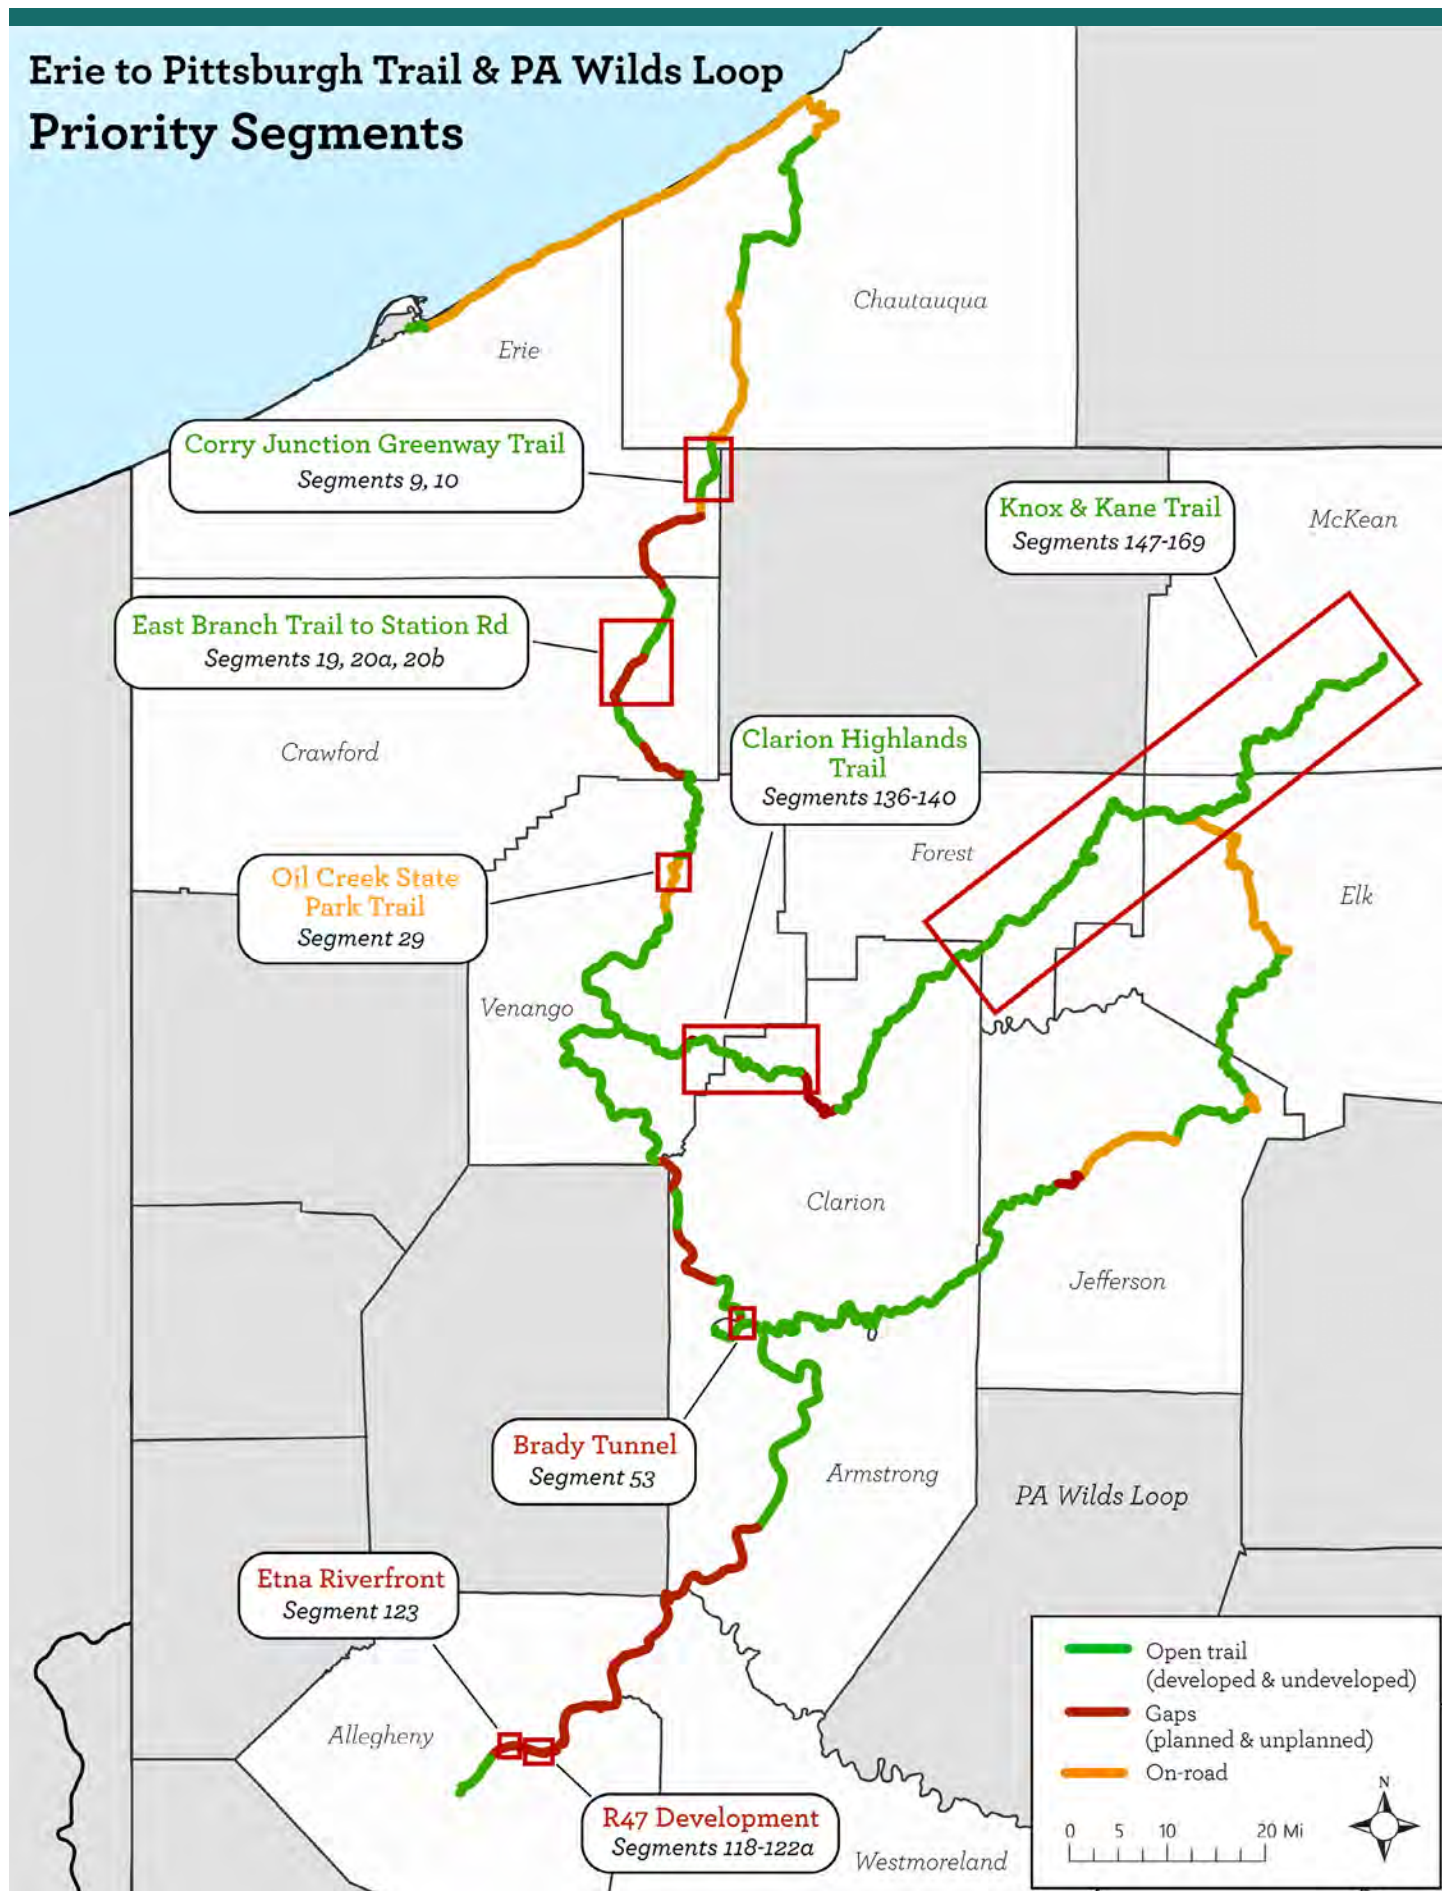 Erie to Pittsburgh Trail & PA Wilds Loop
Priority Segments
Chautauqua
Erie
Corry Junction Greenway Trail
Segments 9, 10
Knox & Kane Trail
Segments 147-169
McKean
East Branch Trail to Station Rd
Segments 19, 20a, 20b
Crawford
Clarion Highlands
Trail
Segments 136-140
Forest
Elk
Oil Creek State
Park Trail
Segment 29
Venango
Clarion
Jefferson
Brady Tunnel
Segment 53
Armstrong
PA Wilds Loop
Etna Riverfront
Segment 123
Allegheny
R47 Development
Segments 118-122a
Westmoreland
Open trail
(developed & undeveloped)
Gaps
(planned & unplanned)
On-road
N
0 5 10 20 Mi